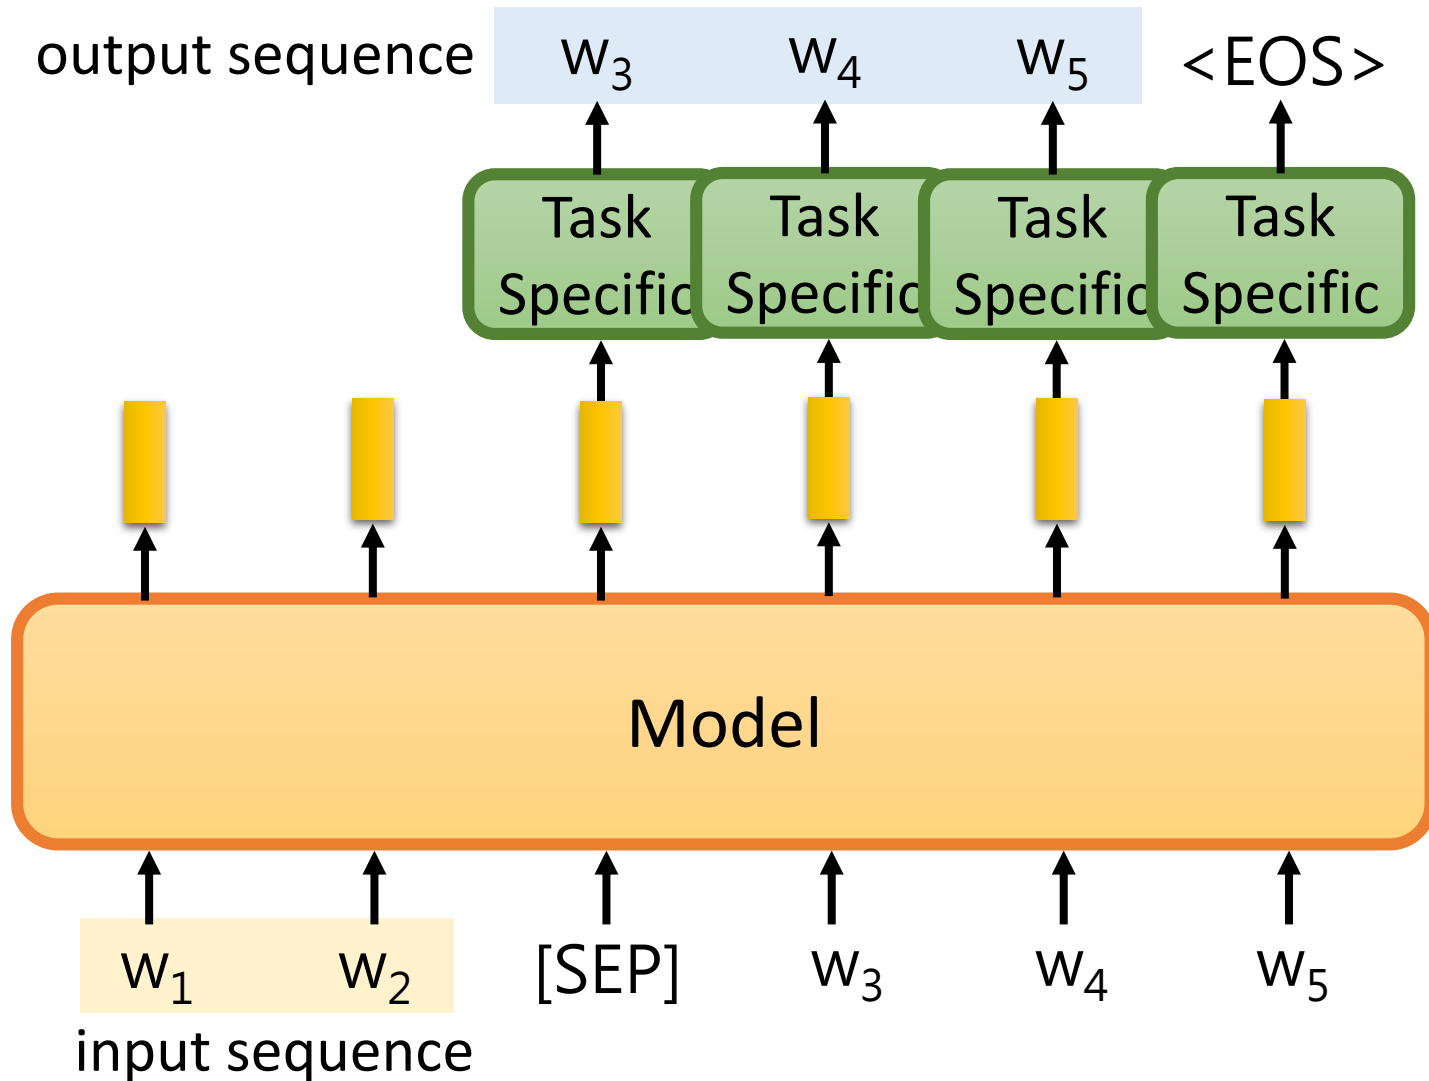 output sequence w₃ w₄ w₅ <EOS>
Task Task Task Task
Specific Specific Specific Specific
Model
w₁ w₂ [SEP] w₃ w₄ w₅
input sequence